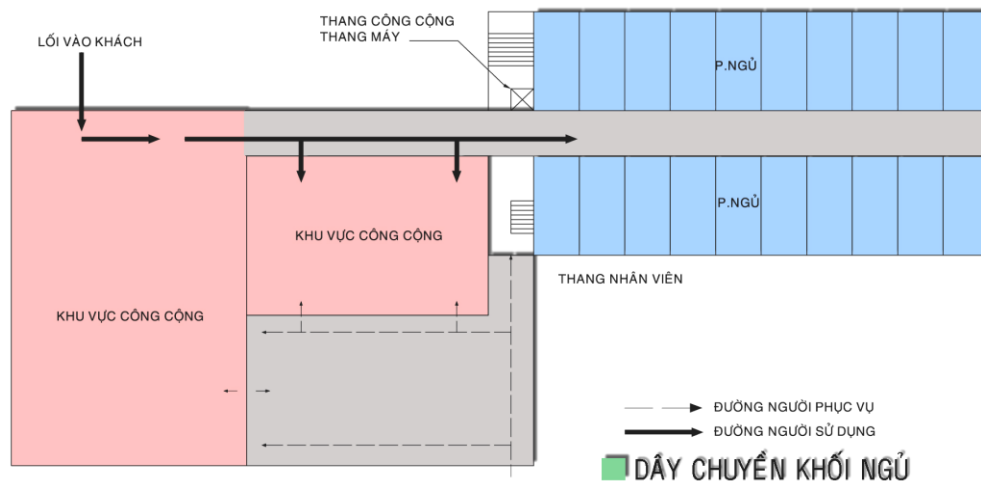 THANG CÔNG CỘNG
THANG MÁY
LỐI VÀO KHÁCH
P.NGỦ
P.NGỦ
KHU VỰC CÔNG CỘNG
THANG NHÂN VIÊN
KHU VỰC CÔNG CỘNG
ĐƯỜNG NGƯỜI PHỤC VỤ
ĐƯỜNG NGƯỜI SỬ DỤNG
DÂY CHUYỀN KHỐI NGỦ